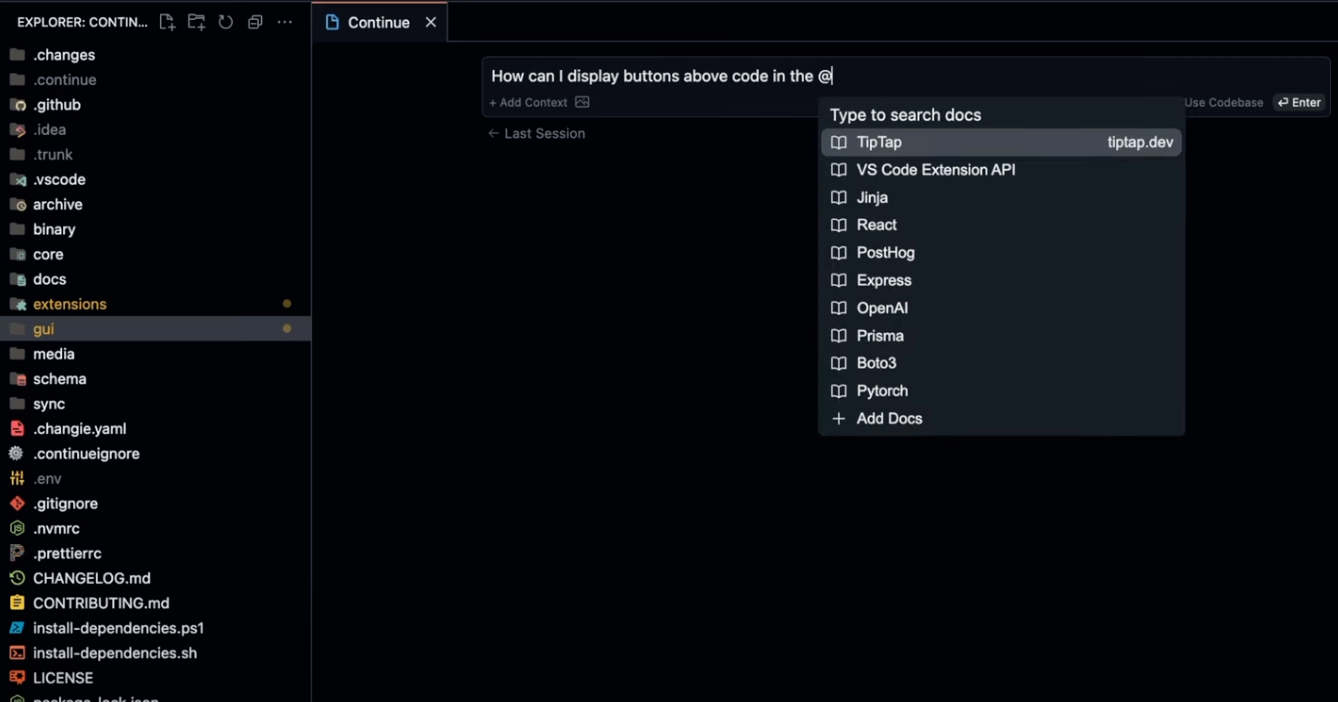 EXPLORER: CONTIN...
.changes
.continue
.github
.idea
.trunk
.vscode
archive
binary
core
docs
extensions
gui
media
schema
sync
.changie.yaml
.continueignore
.env
.gitignore
.nvmrc
.prettierrc
CHANGELOG.md
CONTRIBUTING.md
install-dependencies.ps1
install-dependencies.sh
LICENSE
Continue
How can I display buttons above code in the @
+ Add Context
Use Codebase
Enter
Last Session
Type to search docs
TipTap tiptap.dev
VS Code Extension API
Jinja
React
PostHog
Express
OpenAI
Prisma
Boto3
Pytorch
+ Add Docs